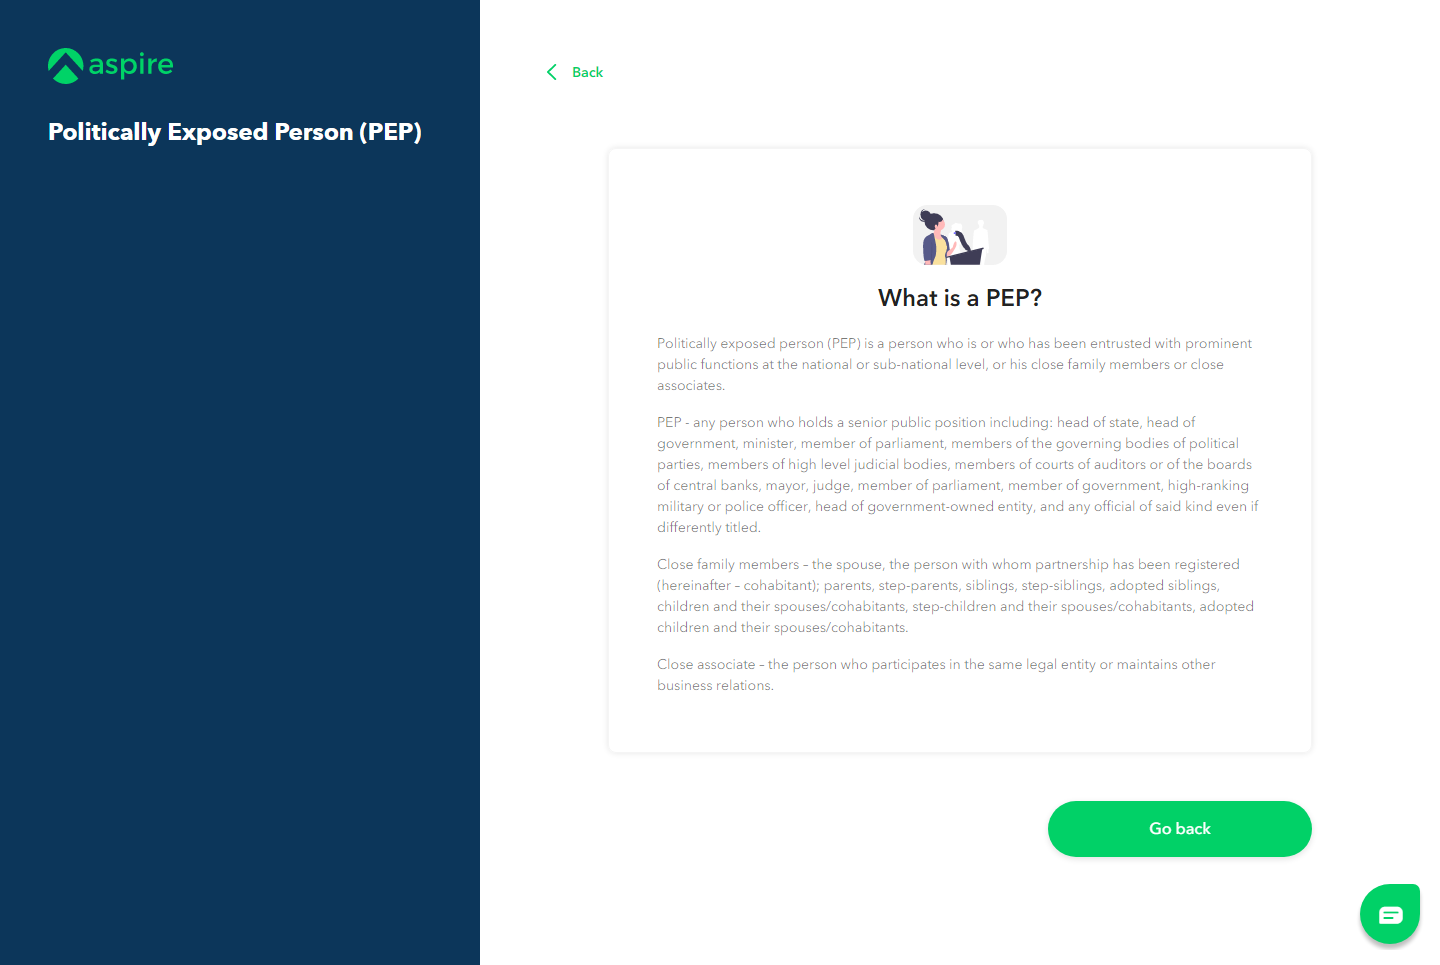 aspire
Politically Exposed Person (PEP)
Back
What is a PEP?
Politically exposed person (PEP) is a person who is or who has been entrusted with prominent
public functions at the national or sub-national level, or his close family members or close
associates.
PEP - any person who holds a senior public position including: head of state, head of
government, minister, member of parliament, members of the governing bodies of political
parties, members of high level judicial bodies, members of courts of auditors or of the boards
of central banks, mayor, judge, member of parliament, member of government, high-ranking
military or police officer, head of government-owned entity, and any official of said kind even if
differently titled.
Close family members – the spouse, the person with whom partnership has been registered
(hereinafter – cohabitant); parents, step-parents, siblings, step-siblings, adopted siblings,
children and their spouses/cohabitants, step-children and their spouses/cohabitants, adopted
children and their spouses/cohabitants.
Close associate – the person who participates in the same legal entity or maintains other
business relations.
Go back